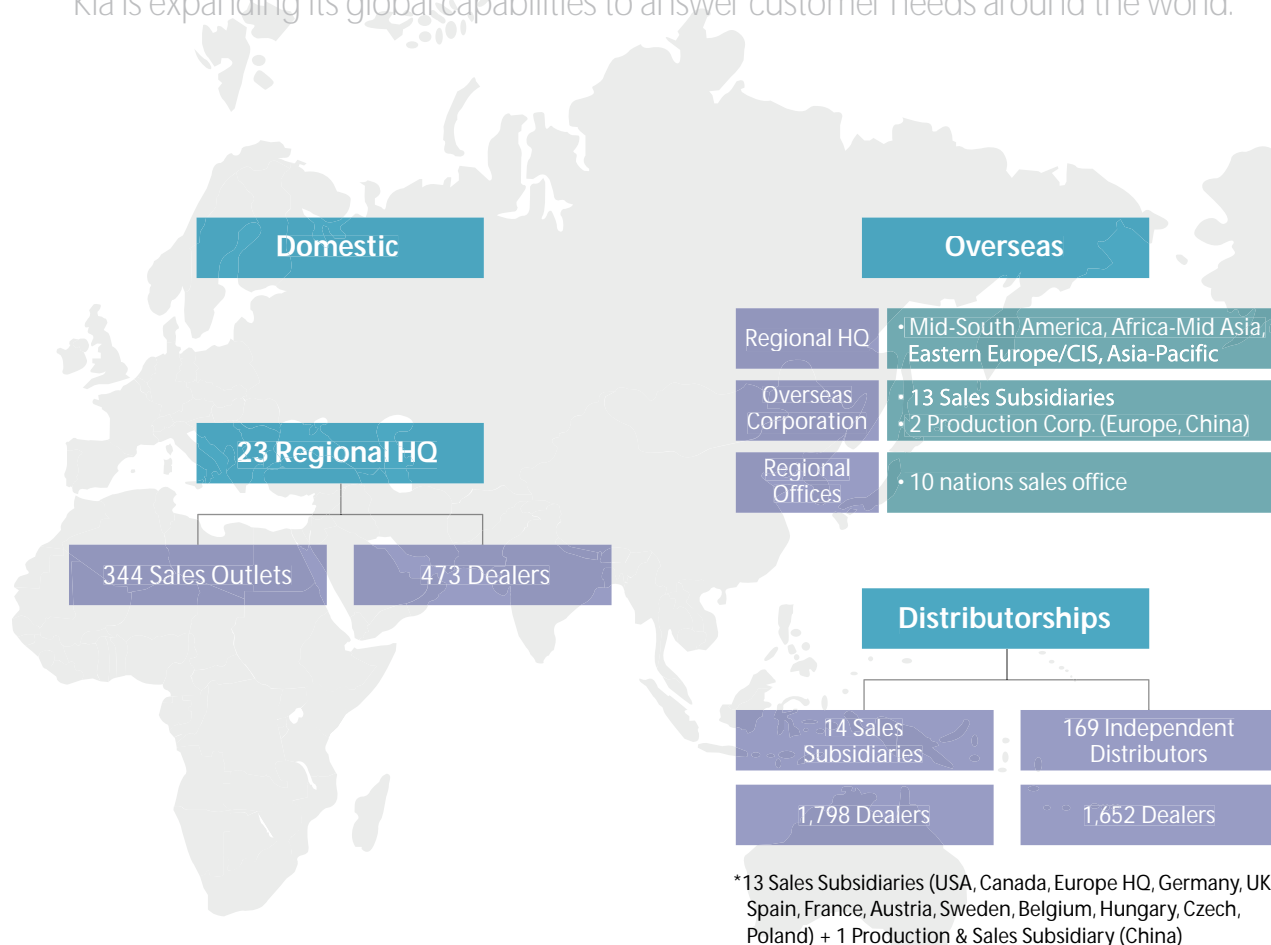 Kia is expanding its global capabilities to answer customer needs around the world.
Domestic
23 Regional HQ
344 Sales Outlets
473 Dealers
Overseas
Regional HQ
• Mid-South America, Africa-Mid Asia,
Eastern Europe/CIS, Asia-Pacific
Overseas
Corporation
• 13 Sales Subsidiaries
• 2 Production Corp. (Europe, China)
Regional
Offices
• 10 nations sales office
Distributorships
14 Sales
Subsidiaries
169 Independent
Distributors
1,798 Dealers
1,652 Dealers
*13 Sales Subsidiaries (USA, Canada, Europe HQ, Germany, UK
Spain, France, Austria, Sweden, Belgium, Hungary, Czech,
Poland) + 1 Production & Sales Subsidiary (China)